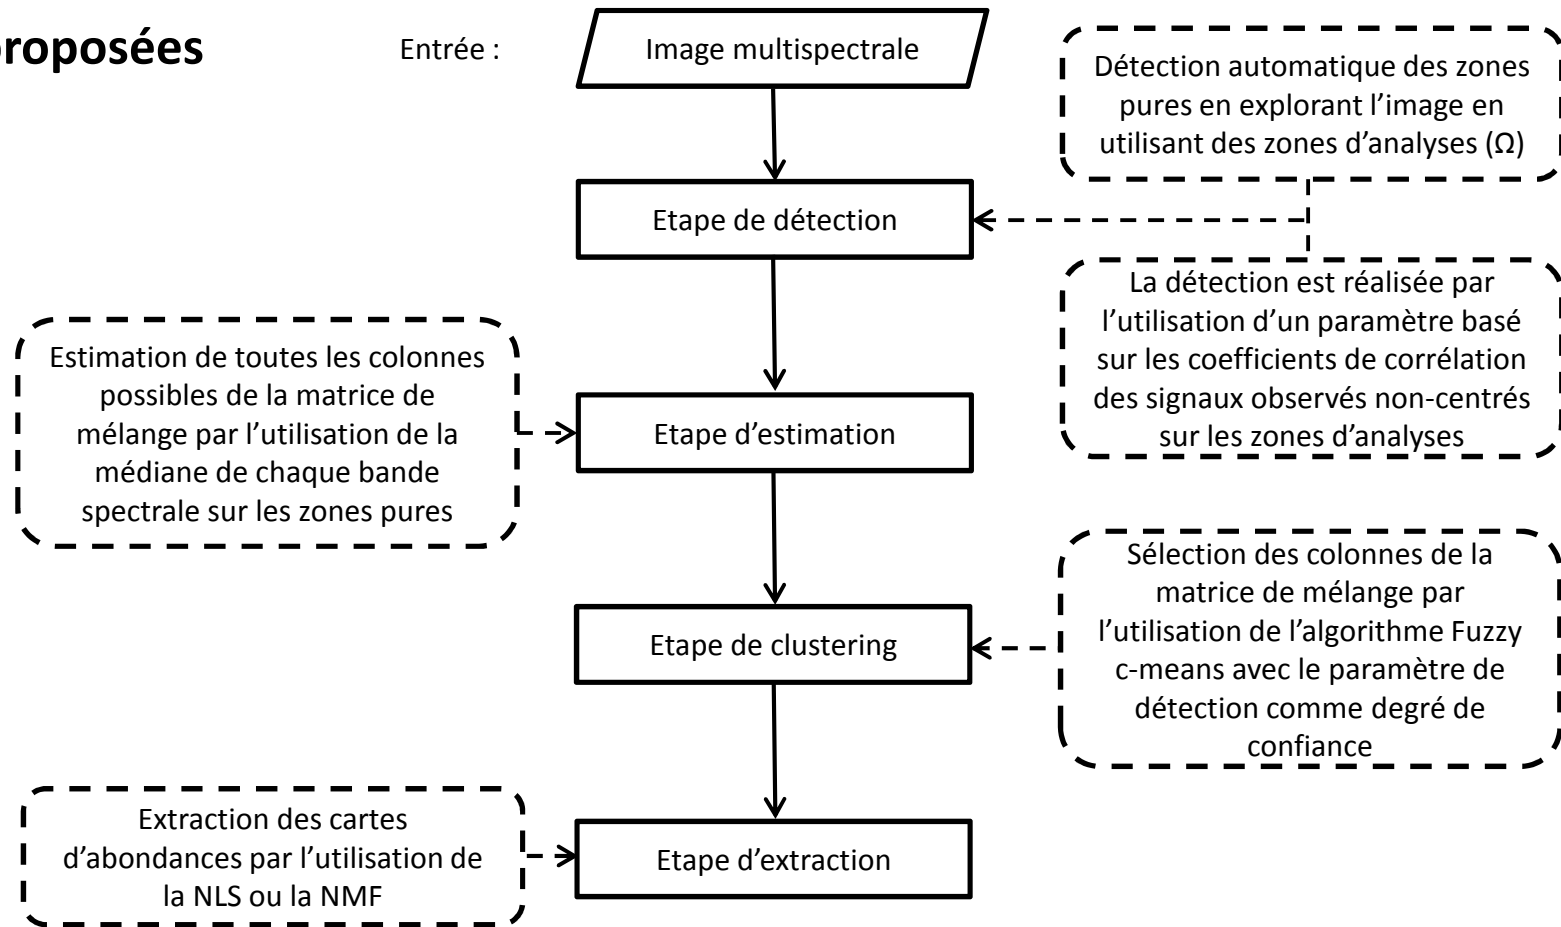 proposées
Entrée :
Image multispectrale
Détection automatique des zones
pures en explorant l’image en
utilisant des zones d’analyses (Ω)
Etape de détection
La détection est réalisée par
l’utilisation d’un paramètre basé
sur les coefficients de corrélation
des signaux observés non-centrés
sur les zones d’analyses
Estimation de toutes les colonnes
possibles de la matrice de
mélange par l’utilisation de la
médiane de chaque bande
spectrale sur les zones pures
Etape d’estimation
Sélection des colonnes de la
matrice de mélange par
l’utilisation de l’algorithme Fuzzy
c-means avec le paramètre de
détection comme degré de
confiance
Etape de clustering
Extraction des cartes
d’abondances par l’utilisation de
la NLS ou la NMF
Etape d’extraction